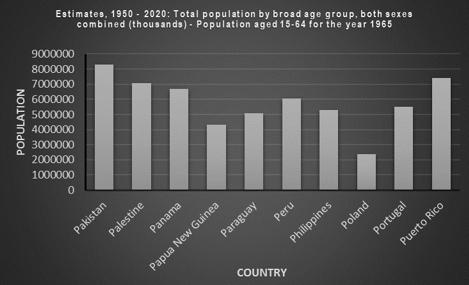 Estimates, 1950 - 2020: Total population by broad age group, both sexes
combined (thousands) - Population aged 15-64 for the year 1965
9000000
8000000
7000000
6000000
5000000
4000000
3000000
2000000
1000000
0
POPULATION
Pakistan
Palestine
Panama
Papua New Guinea
Paraguay
Peru
Philippines
Poland
Portugal
Puerto Rico
COUNTRY